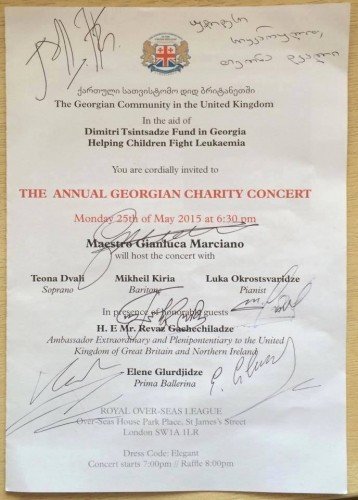 ქართული სათვისტომო დიდ ბრიტანეთში
The Georgian Community in the United Kingdom
In the aid of
Dimitri Tsintsadze Fund in Georgia
Helping Children Fight Leukaemia
You are cordially invited to
THE ANNUAL GEORGIAN CHARITY CONCERT
Monday 25th of May 2015 at 6:30 pm
Maestro Gianluca Marciano
will host the concert with
Teona Dvali Mikheil Kiria Luka Okrostsvaridze
Soprano Baritone Pianist
In presence of honorable guests
H. E Mr. Revaz Gachechiladze
Ambassador Extraordinary and Plenipontentiary to the United
Kingdom of Great Britain and Northern Ireland
Elene Glurdjidze
Prima Ballerina
ROYAL OVER-SEAS LEAGUE
Over-Seas House Park Place, St James's Street
London SW1A 1LR
Dress Code: Elegant
Concert starts 7:00pm // Raffle 8:00pm